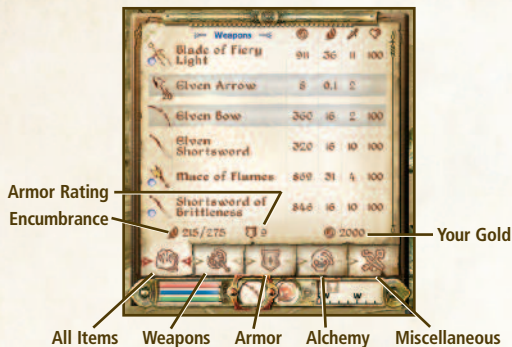 Weapons
Blade of Fiery Light 911 36 11 100
20 Elven Arrow 8 0.1 2
Elven Bow 360 16 2 100
Elven Shortsword 320 16 10 100
Mace of Flames 869 31 4 100
Shortsword of Brittleness 846 16 10 100
Armor Rating
Encumbrance
215/275 9 2000
Your Gold
W W
All Items Weapons Armor Alchemy Miscellaneous